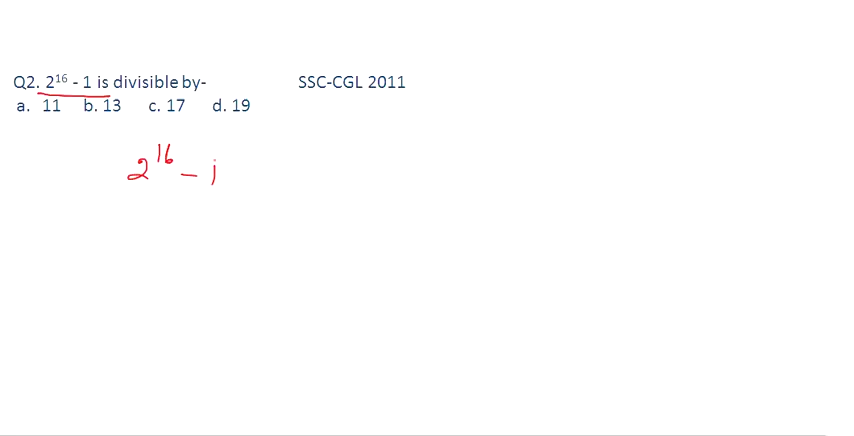 Q2. 2¹⁶ - 1 is divisible by- SSC-CGL 2011
a. 11 b. 13 c. 17 d. 19
2¹⁶ - 1